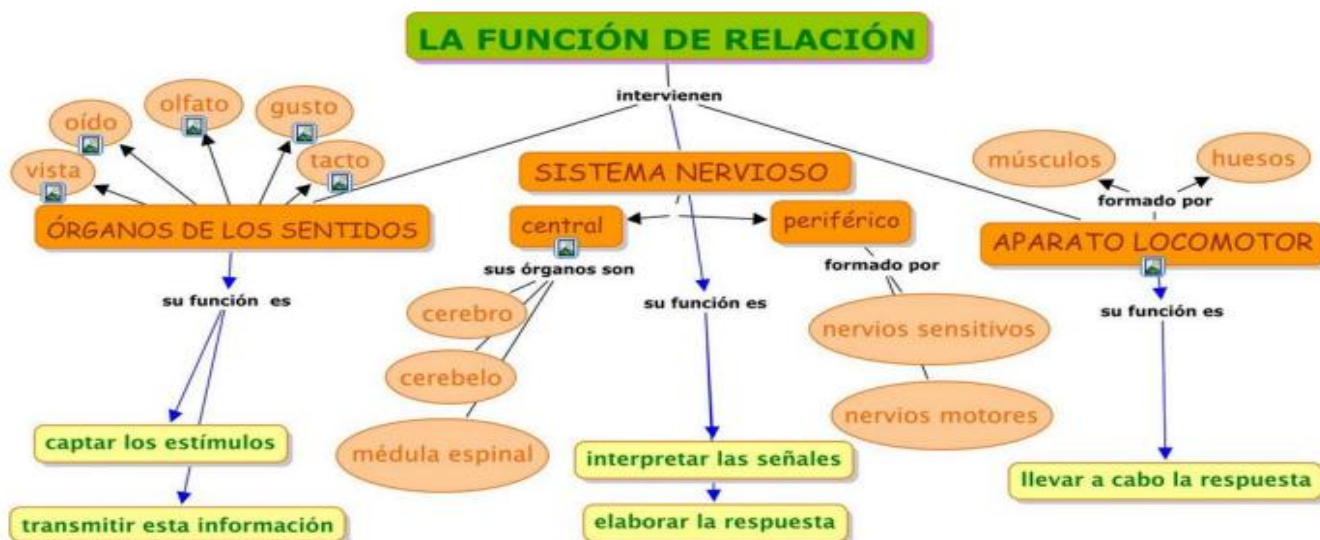 LA FUNCIÓN DE RELACIÓN
intervienen
oído
olfato
gusto
vista
tacto
ÓRGANOS DE LOS SENTIDOS
su función es
captar los estímulos
transmitir esta información
SISTEMA NERVIOSO
central
periférico
sus órganos son
cerebro
cerebelo
médula espinal
formado por
nervios sensitivos
nervios motores
su función es
interpretar las señales
elaborar la respuesta
músculos
huesos
formado por
APARATO LOCOMOTOR
su función es
llevar a cabo la respuesta